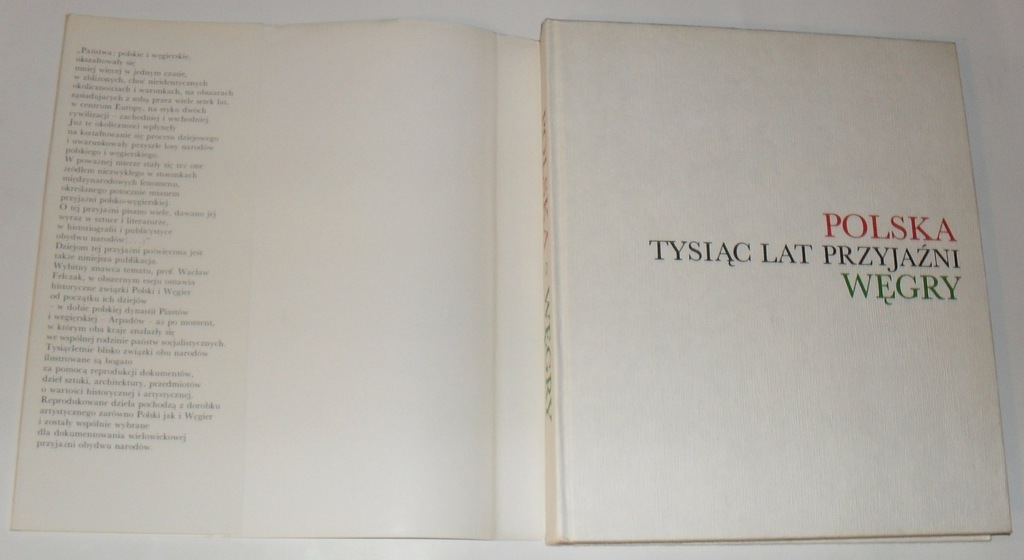 „Państwa: polskie i węgierskie,
ukształtowały się
mniej więcej w jednym czasie,
w zbliżonych, choć nieidentycznych
okolicznościach i warunkach, na obszarach
sąsiadujących z sobą przez wiele setek lat,
w centrum Europy, na styku dwóch
cywilizacji – zachodniej i wschodniej.
Już te okoliczności wpłynęły
na kształtowanie się procesu dziejowego
i uwarunkowały przyszłe losy narodów
polskiego i węgierskiego.
W poważnej mierze stały się też one
źródłem niezwykłego w stosunkach
międzynarodowych fenomenu,
określanego potocznie mianem
przyjaźni polsko-węgierskiej.
O tej przyjaźni pisano wiele, dawano jej
wyraz w sztuce i literaturze,
w historiografii i publicystyce
obydwu narodów (. . .)”
Dziejom tej przyjaźni poświęcona jest
także niniejsza publikacja.
Wybitny znawca tematu, prof. Wacław
Felczak, w obszernym eseju omawia
historyczne związki Polski i Węgier
od początku ich dziejów
– w dobie polskiej dynastii Piastów
i węgierskiej – Arpadów – aż po moment,
w którym oba kraje znalazły się
we wspólnej rodzinie państw socjalistycznych.
Tysiącletnie blisko związki obu narodów
ilustrowane są bogato
za pomocą reprodukcji dokumentów,
dzieł sztuki, architektury, przedmiotów
o wartości historycznej i artystycznej.
Reprodukowane dzieła pochodzą z dorobku
artystycznego zarówno Polski jak i Węgier
i zostały wspólnie wybrane
dla dokumentowania wielowiekowej
przyjaźni obydwu narodów.
POLSKA
WĘGRY
POLSKA
TYSIĄC LAT PRZYJAŹNI
WĘGRY